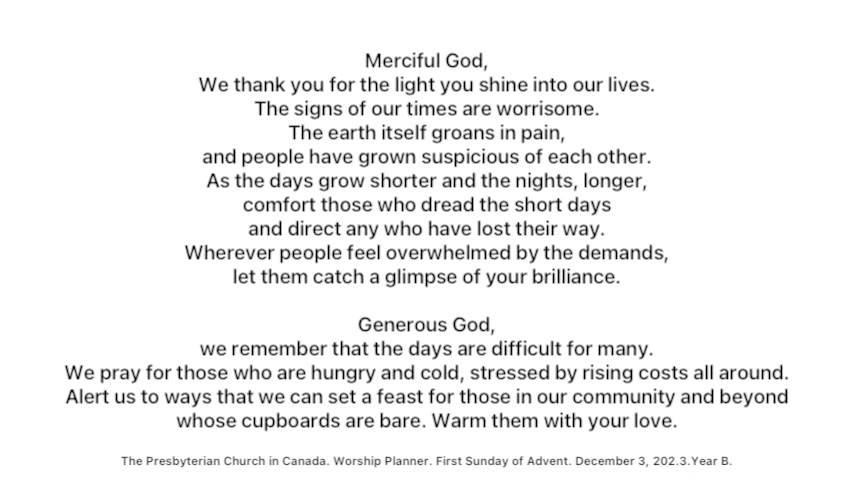 Merciful God,
We thank you for the light you shine into our lives.
The signs of our times are worrisome.
The earth itself groans in pain,
and people have grown suspicious of each other.
As the days grow shorter and the nights, longer,
comfort those who dread the short days
and direct any who have lost their way.
Wherever people feel overwhelmed by the demands,
let them catch a glimpse of your brilliance.
Generous God,
we remember that the days are difficult for many.
We pray for those who are hungry and cold, stressed by rising costs all around.
Alert us to ways that we can set a feast for those in our community and beyond
whose cupboards are bare. Warm them with your love.
The Presbyterian Church in Canada. Worship Planner. First Sunday of Advent. December 3, 202.3.Year B.